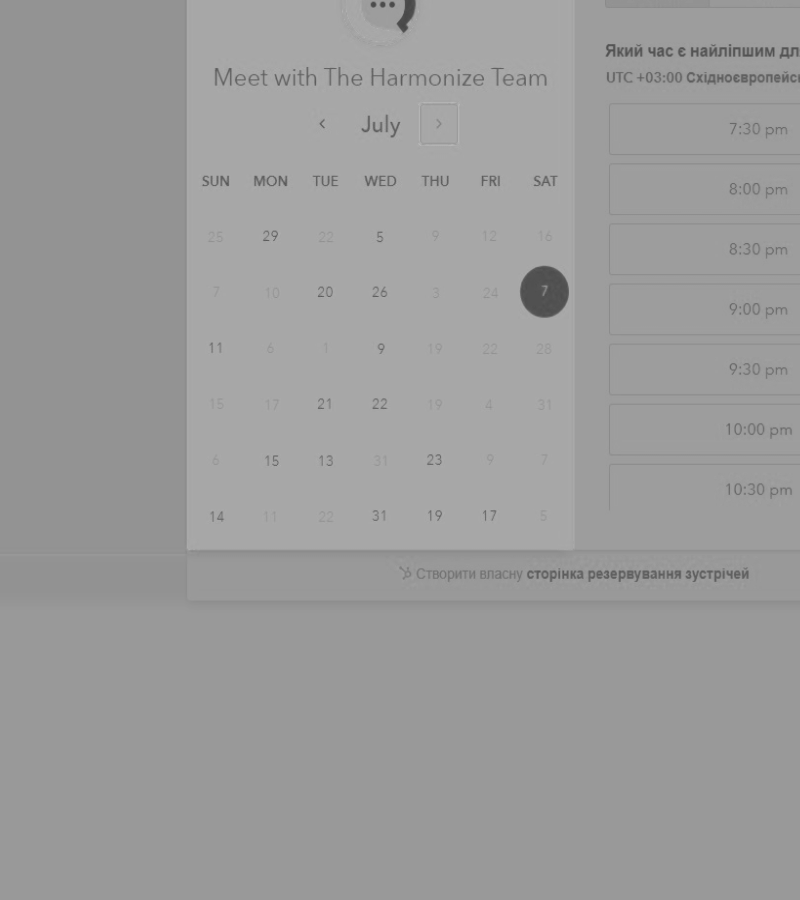 Meet with The Harmonize Team
July
SUN MON TUE WED THU FRI SAT
25 29 22 5 9 12 16
7 10 20 26 3 24 7
11 6 1 9 19 22 28
15 17 21 22 19 4 31
6 15 13 31 23 9 7
14 11 22 31 19 17 5
Який час є найліпшим дл
UTC +03:00 Східноєвропейсь
7:30 pm
8:00 pm
8:30 pm
9:00 pm
9:30 pm
10:00 pm
10:30 pm
Створити власну сторінка резервування зустрічей